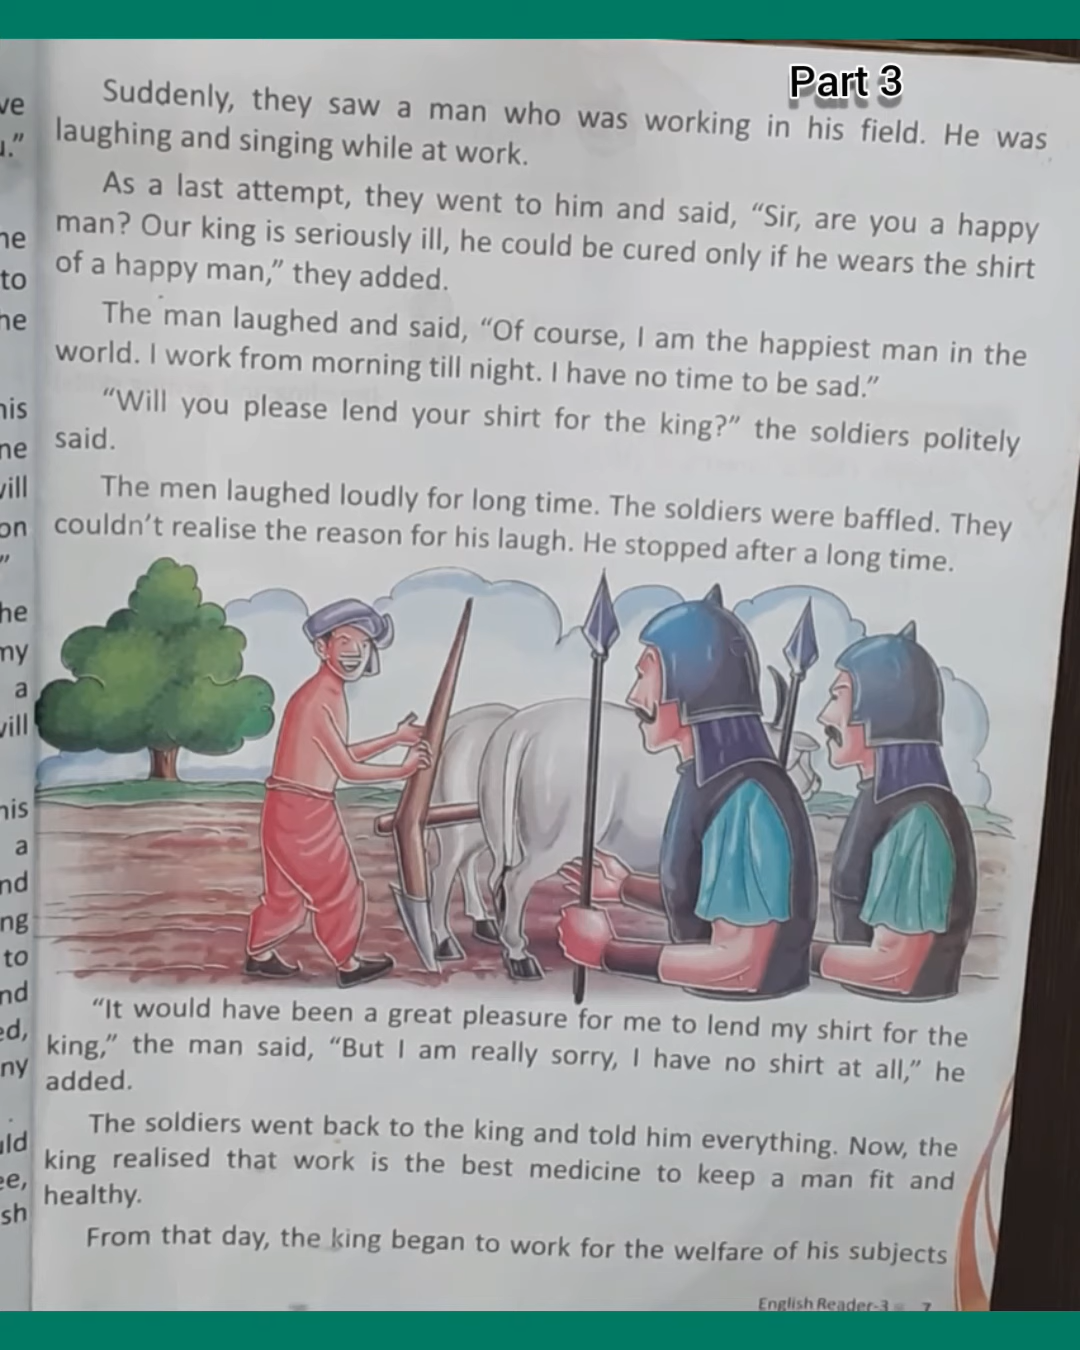 Part 3
Suddenly, they saw a man who was working in his field. He was
laughing and singing while at work.
As a last attempt, they went to him and said, “Sir, are you a happy
man? Our king is seriously ill, he could be cured only if he wears the shirt
of a happy man,” they added.
The man laughed and said, “Of course, I am the happiest man in the
world. I work from morning till night. I have no time to be sad.”
“Will you please lend your shirt for the king?” the soldiers politely
said.
The men laughed loudly for long time. The soldiers were baffled. They
couldn’t realise the reason for his laugh. He stopped after a long time.
“It would have been a great pleasure for me to lend my shirt for the
king,” the man said, “But I am really sorry, I have no shirt at all,” he
added.
The soldiers went back to the king and told him everything. Now, the
king realised that work is the best medicine to keep a man fit and
healthy.
From that day, the king began to work for the welfare of his subjects
English Reader-3 7